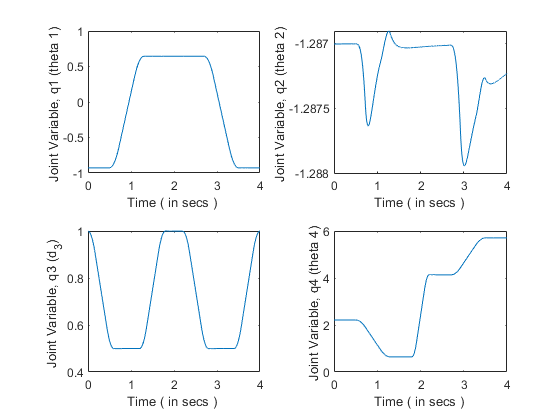 Joint Variable, q1 (theta 1)
1
0.5
0
-0.5
-1
0 1 2 3 4
Time ( in secs )
Joint Variable, q2 (theta 2)
-1.287
-1.2875
-1.288
0 1 2 3 4
Time ( in secs )
Joint Variable, q3 (d3)
1
0.8
0.6
0.4
0 1 2 3 4
Time ( in secs )
Joint Variable, q4 (theta 4)
6
4
2
0
0 1 2 3 4
Time ( in secs )